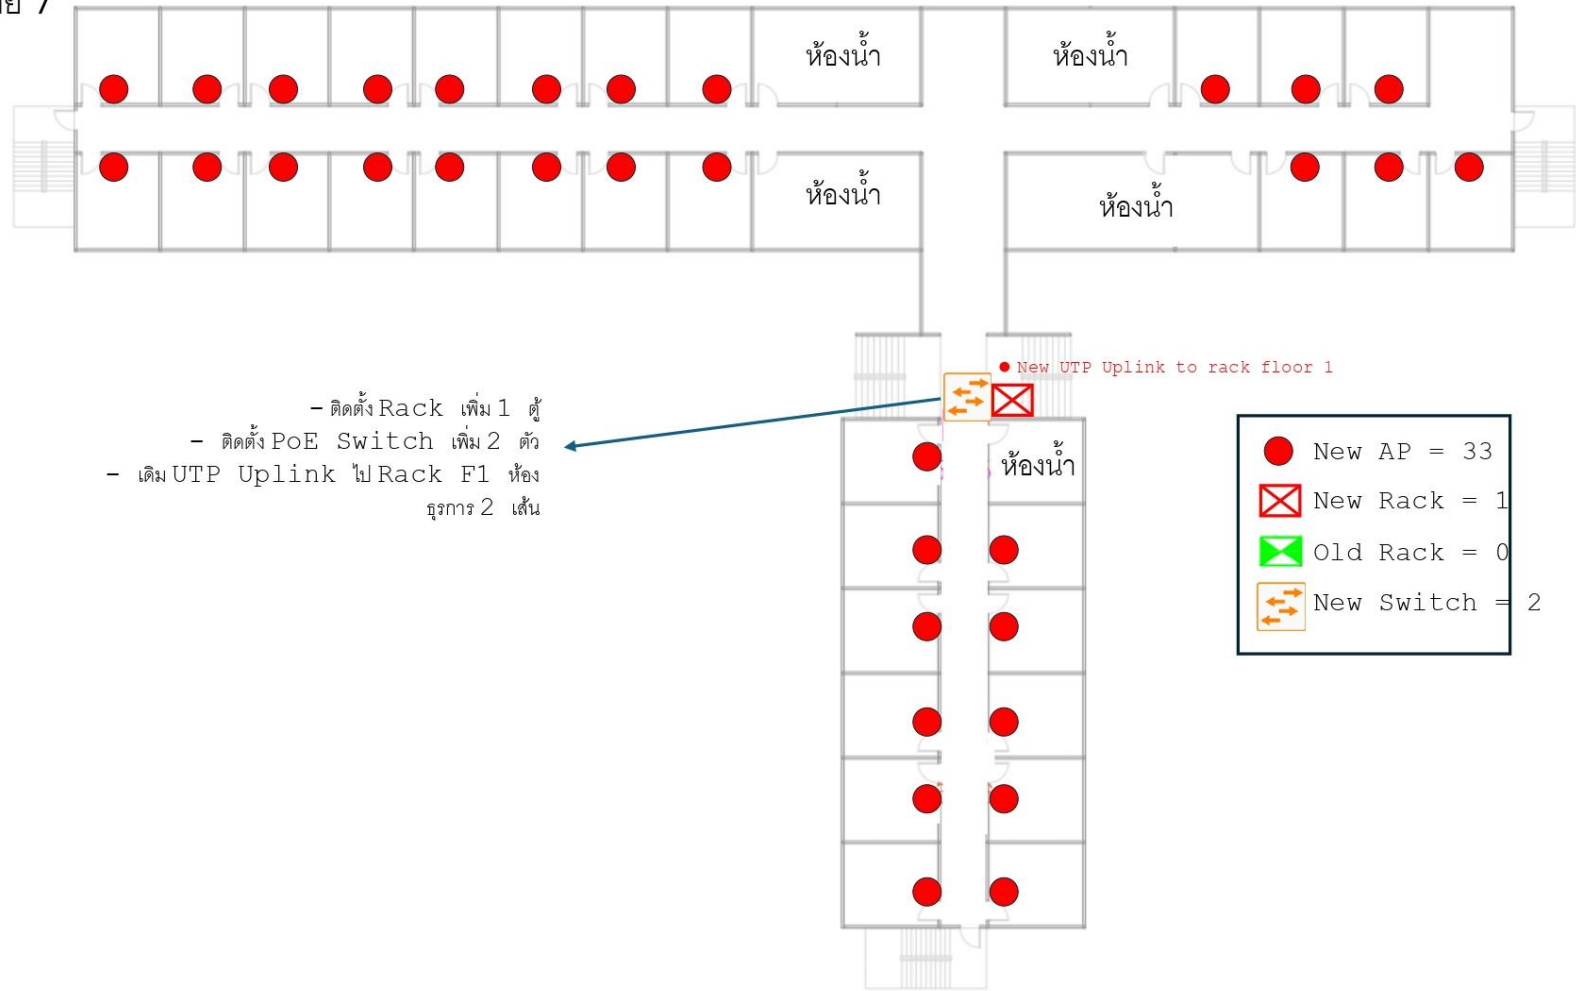 ห้องน้ำ
ห้องน้ำ
ห้องน้ำ
ห้องน้ำ
New UTP Uplink to rack floor 1
- ติดตั้ง Rack เพิ่ม 1 ตู้
- ติดตั้ง PoE Switch เพิ่ม 2 ตัว
- เดิม UTP Uplink ไป Rack F1 ห้อง
ธุรการ 2 เส้น
ห้องน้ำ
New AP = 33
New Rack = 1
Old Rack = 0
New Switch = 2